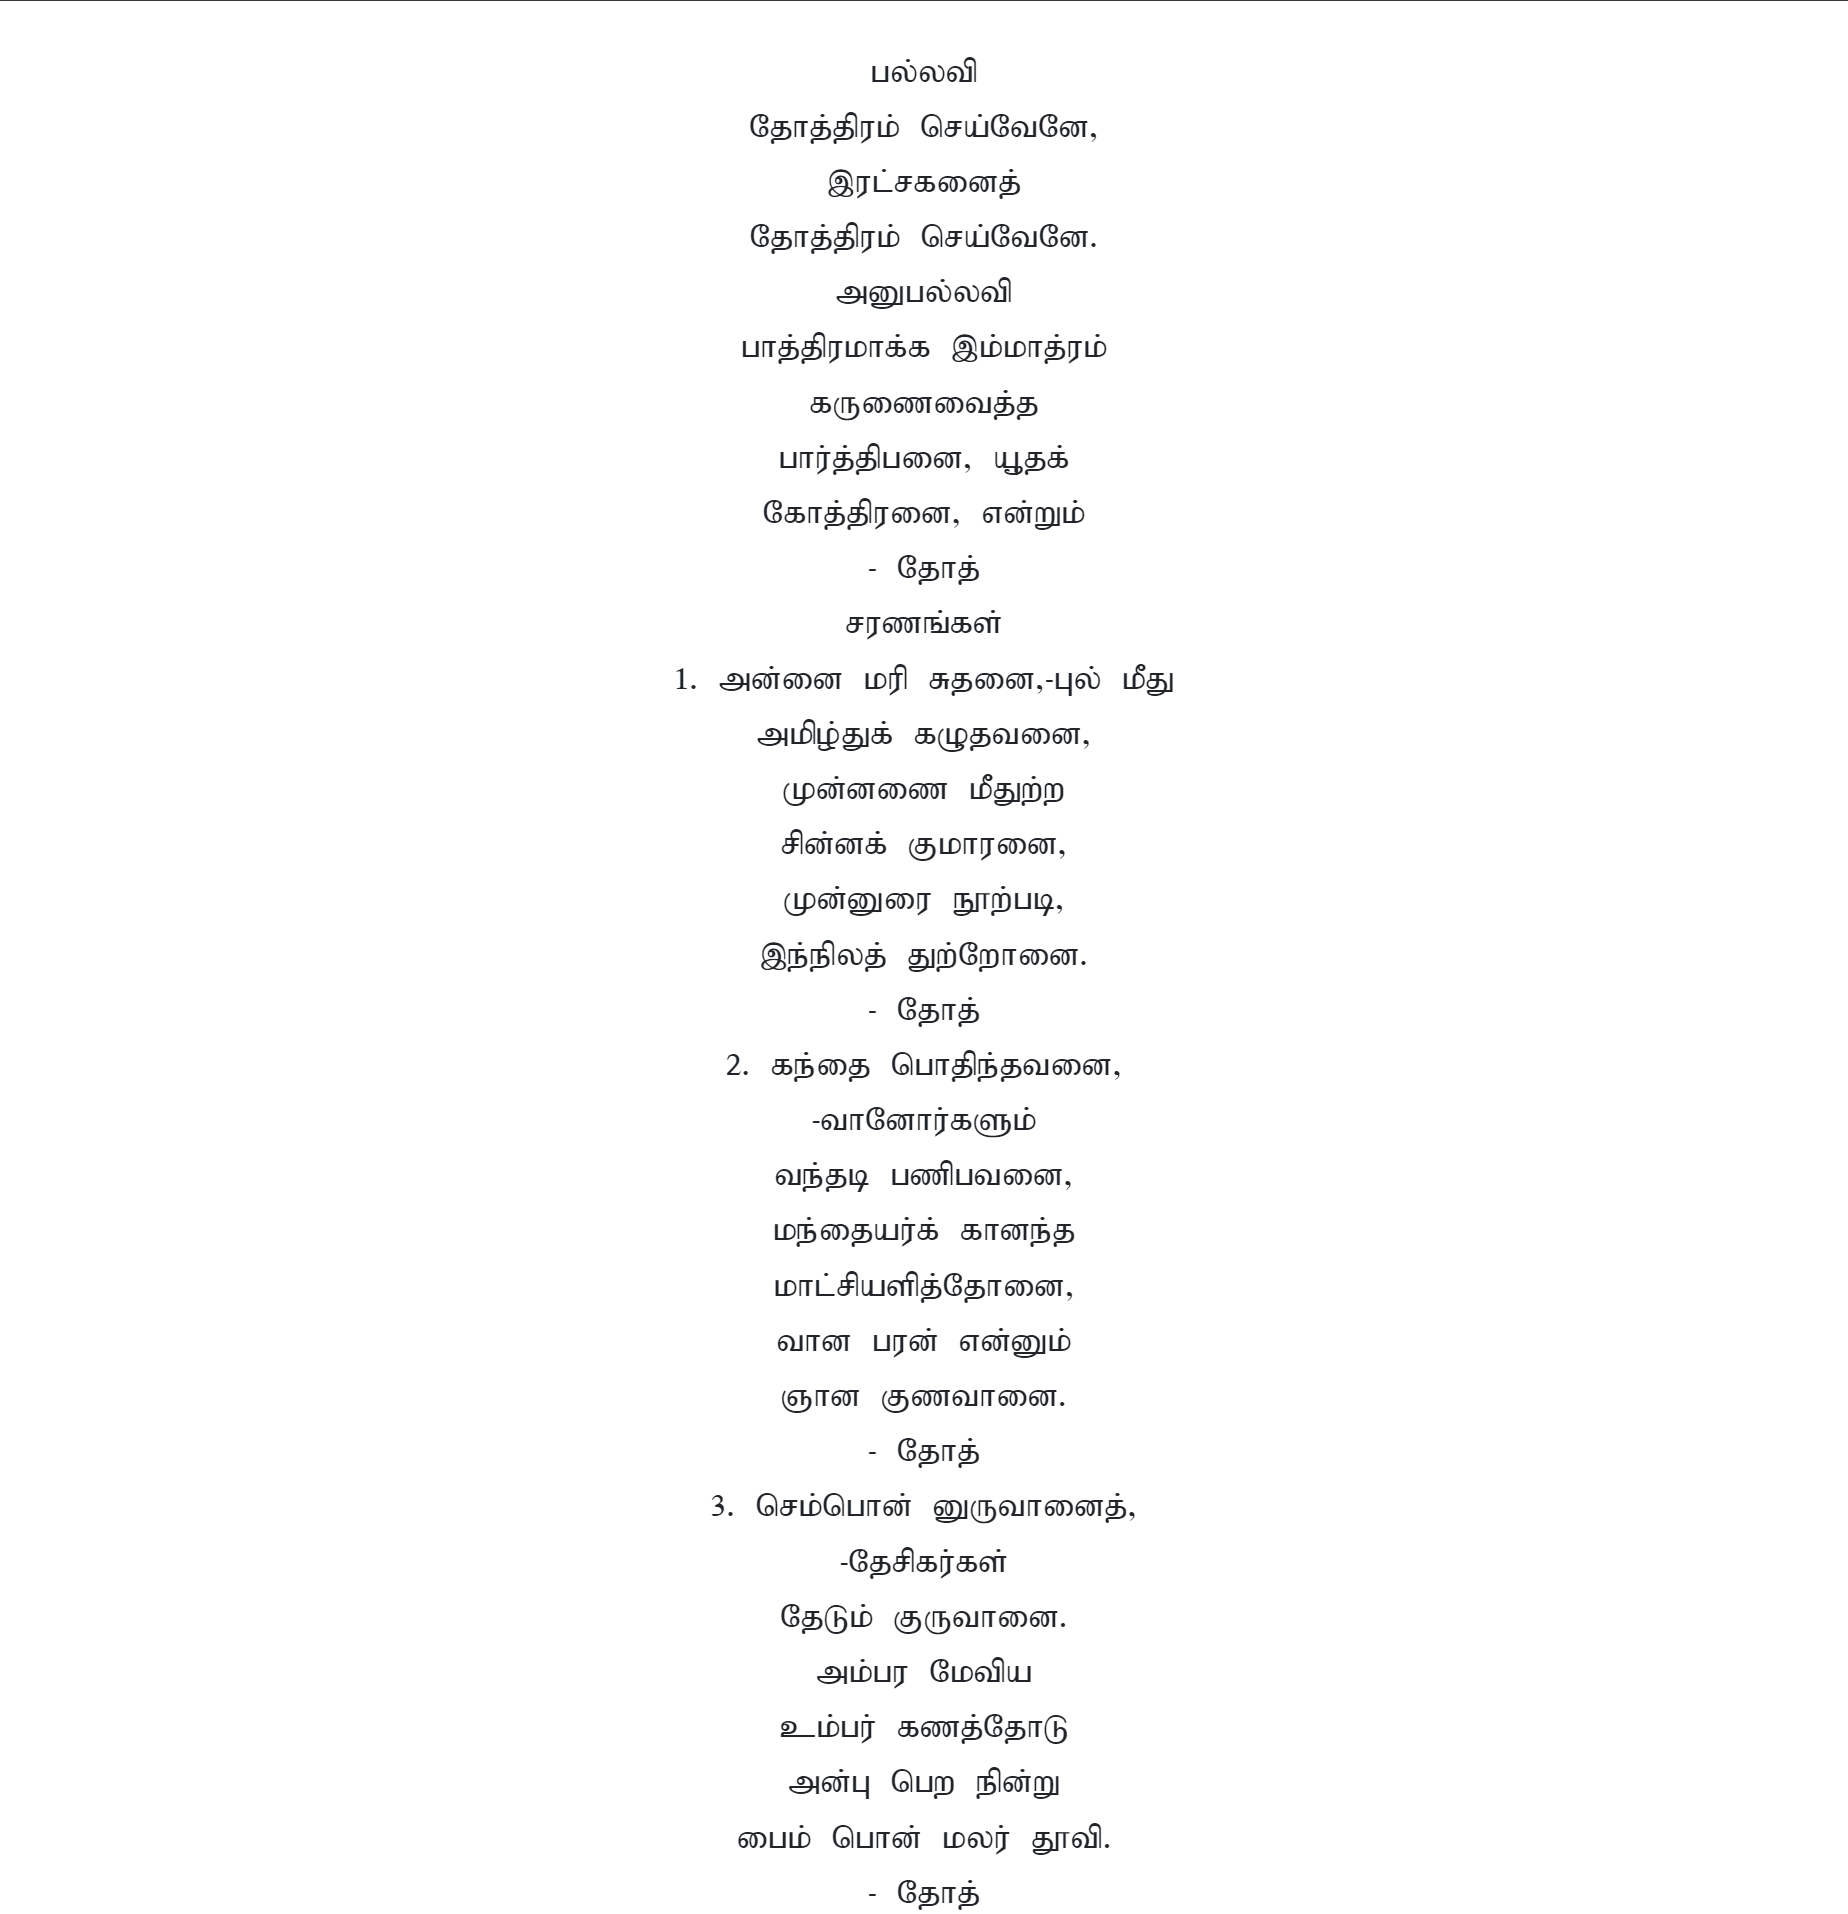 பல்லவி
தோத்திரம் செய்வேனே,
இரட்சகனைத்
தோத்திரம் செய்வேனே.
அனுபல்லவி
பாத்திரமாக்க இம்மாத்ரம்
கருணைவைத்த
பார்த்திபனை, யூதக்
கோத்திரனை, என்றும்
- தோத்
சரணங்கள்
1. அன்னை மரி சுதனை,-புல் மீது
அமிழ்துக் கழுதவனை,
முன்னணை மீதுற்ற
சின்னக் குமாரனை,
முன்னுரை நூற்படி,
இந்நிலத் துற்றோனை.
- தோத்
2. கந்தை பொதிந்தவனை,
-வானோர்களும்
வந்தடி பணிபவனை,
மந்தையர்க் கானந்த
மாட்சியளித்தோனை,
வான பரன் என்னும்
ஞான குணவானை.
- தோத்
3. செம்பொன் னுருவானைத்,
-தேசிகர்கள்
தேடும் குருவானை.
அம்பர மேவிய
உம்பர் கணத்தோடு
அன்பு பெற நின்று
பைம் பொன் மலர் தூவி.
- தோத்